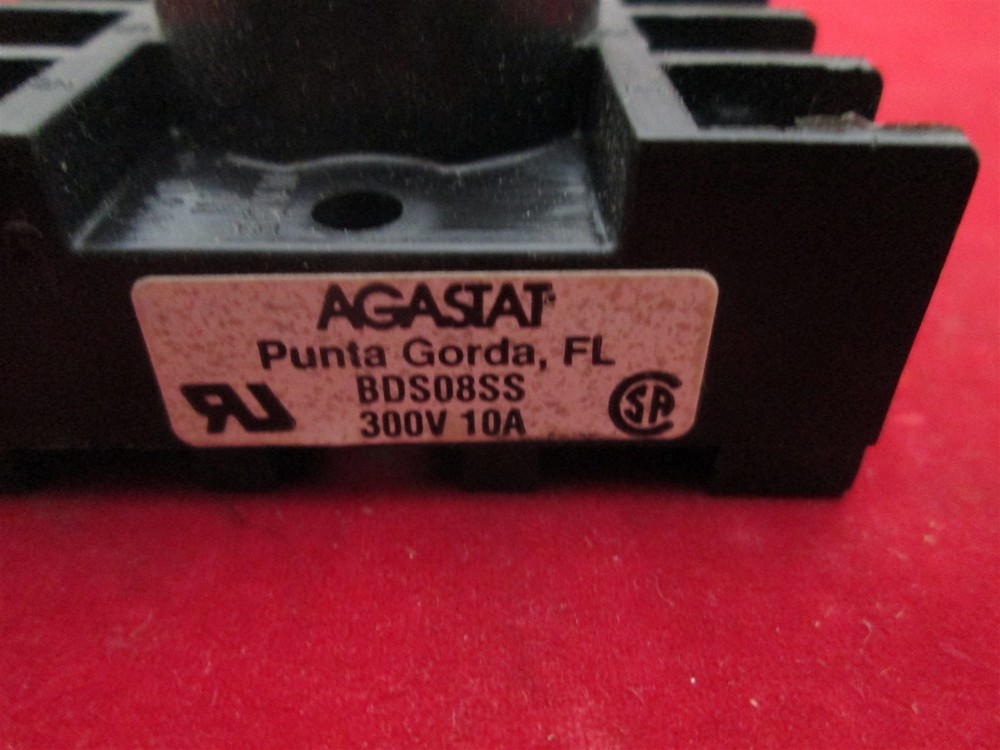 AGASTAT
Punta Gorda, FL
BDS08SS
300V 10A